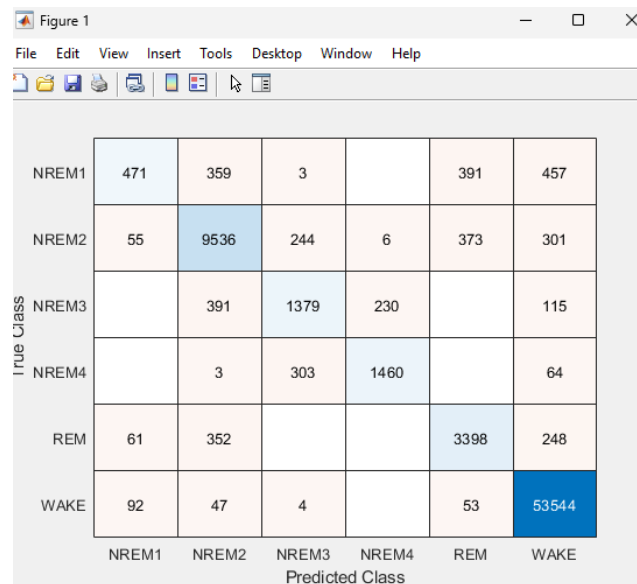 Figure 1
File Edit View Insert Tools Desktop Window Help
NREM1 471 359 3 391 457
NREM2 55 9536 244 6 373 301
NREM3 391 1379 230 115
NREM4 3 303 1460 64
REM 61 352 3398 248
WAKE 92 47 4 53 53544
True Class
NREM1 NREM2 NREM3 NREM4 REM WAKE
Predicted Class